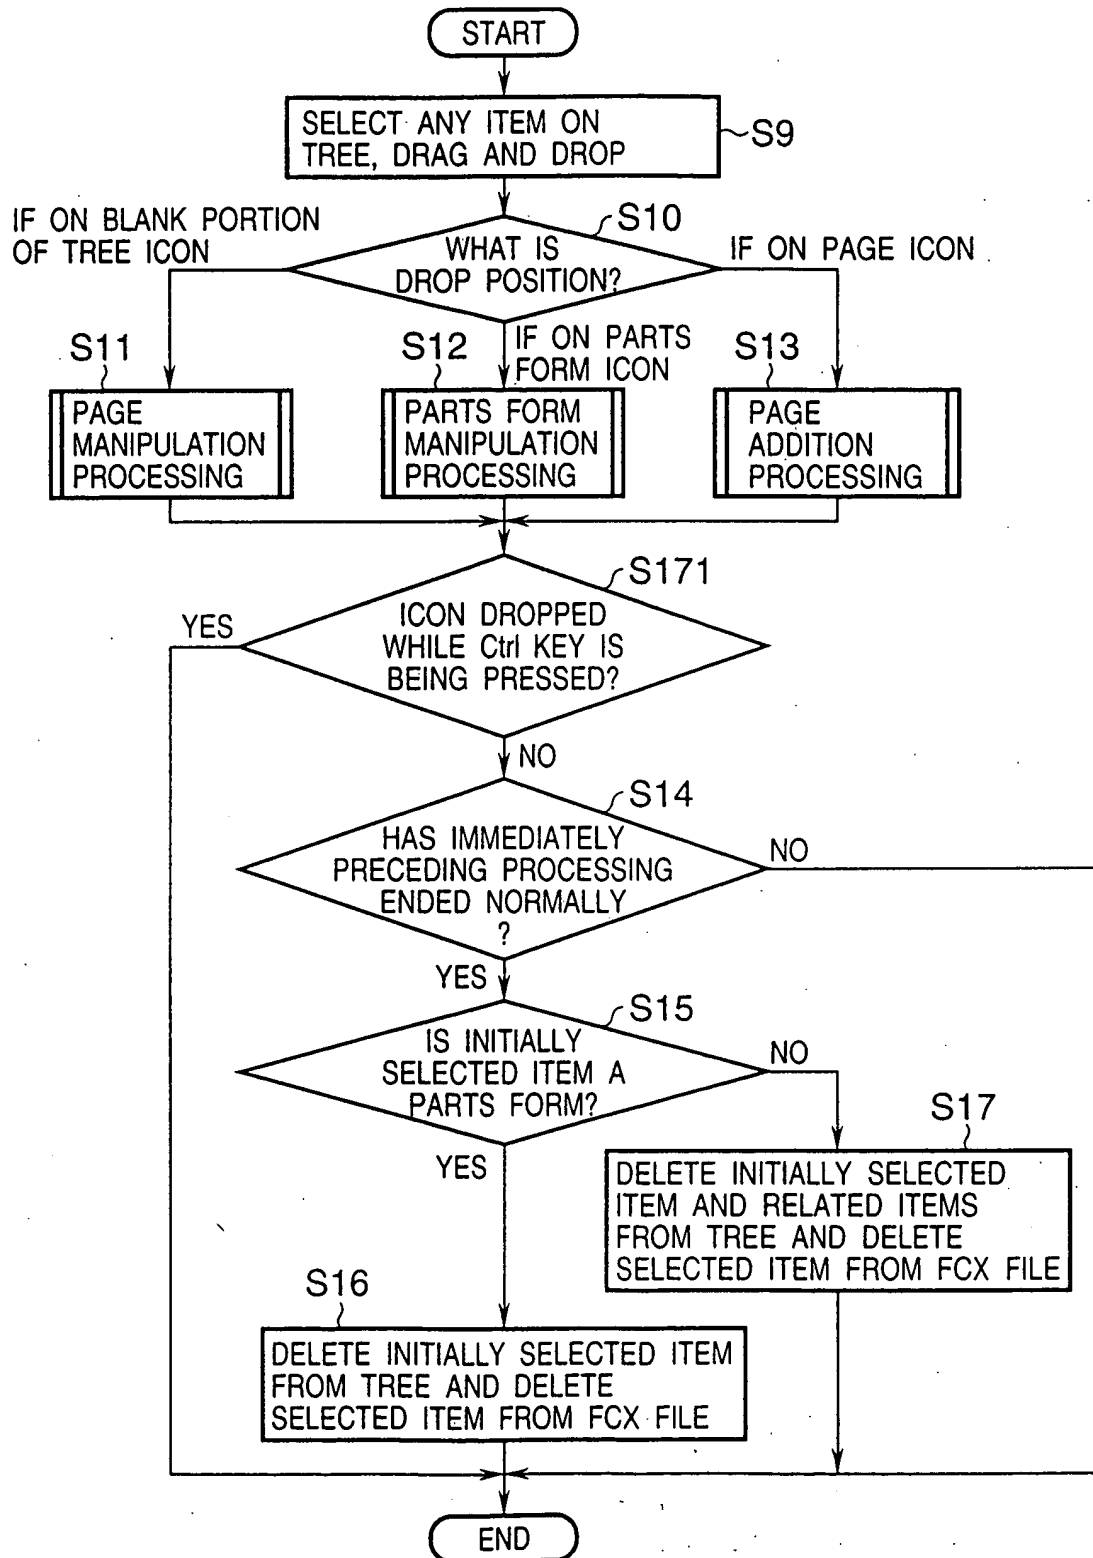 START
SELECT ANY ITEM ON
TREE, DRAG AND DROP
S9
IF ON BLANK PORTION
OF TREE ICON
S10
WHAT IS
DROP POSITION?
IF ON PAGE ICON
S11
S12
IF ON PARTS
FORM ICON
S13
PAGE
MANIPULATION
PROCESSING
PARTS FORM
MANIPULATION
PROCESSING
PAGE
ADDITION
PROCESSING
S171
YES
ICON DROPPED
WHILE Ctrl KEY IS
BEING PRESSED?
NO
S14
HAS IMMEDIATELY
PRECEDING PROCESSING
ENDED NORMALLY
?
NO
YES
S15
IS INITIALLY
SELECTED ITEM A
PARTS FORM?
NO
YES
S17
DELETE INITIALLY SELECTED
ITEM AND RELATED ITEMS
FROM TREE AND DELETE
SELECTED ITEM FROM FCX FILE
S16
DELETE INITIALLY SELECTED ITEM
FROM TREE AND DELETE
SELECTED ITEM FROM FCX FILE
END